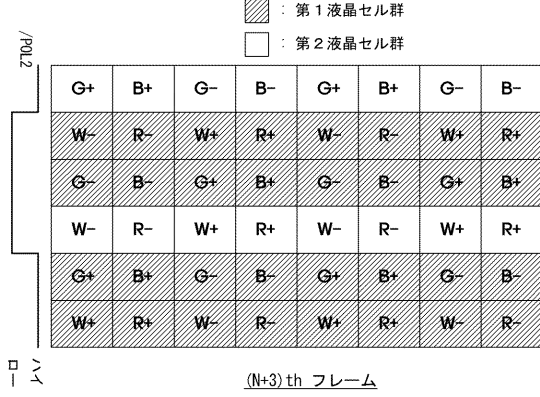 : 第1液晶セル群
: 第2液晶セル群
/POL2
G+ B+ G- B- G+ B+ G- B-
W- R- W+ R+ W- R- W+ R+
G- B- G+ B+ G- B- G+ B+
W- R- W+ R+ W- R- W+ R+
G+ B+ G- B- G+ B+ G- B-
W+ R+ W- R- W+ R+ W- R-
ハイ
ロー
(N+3)th フレーム